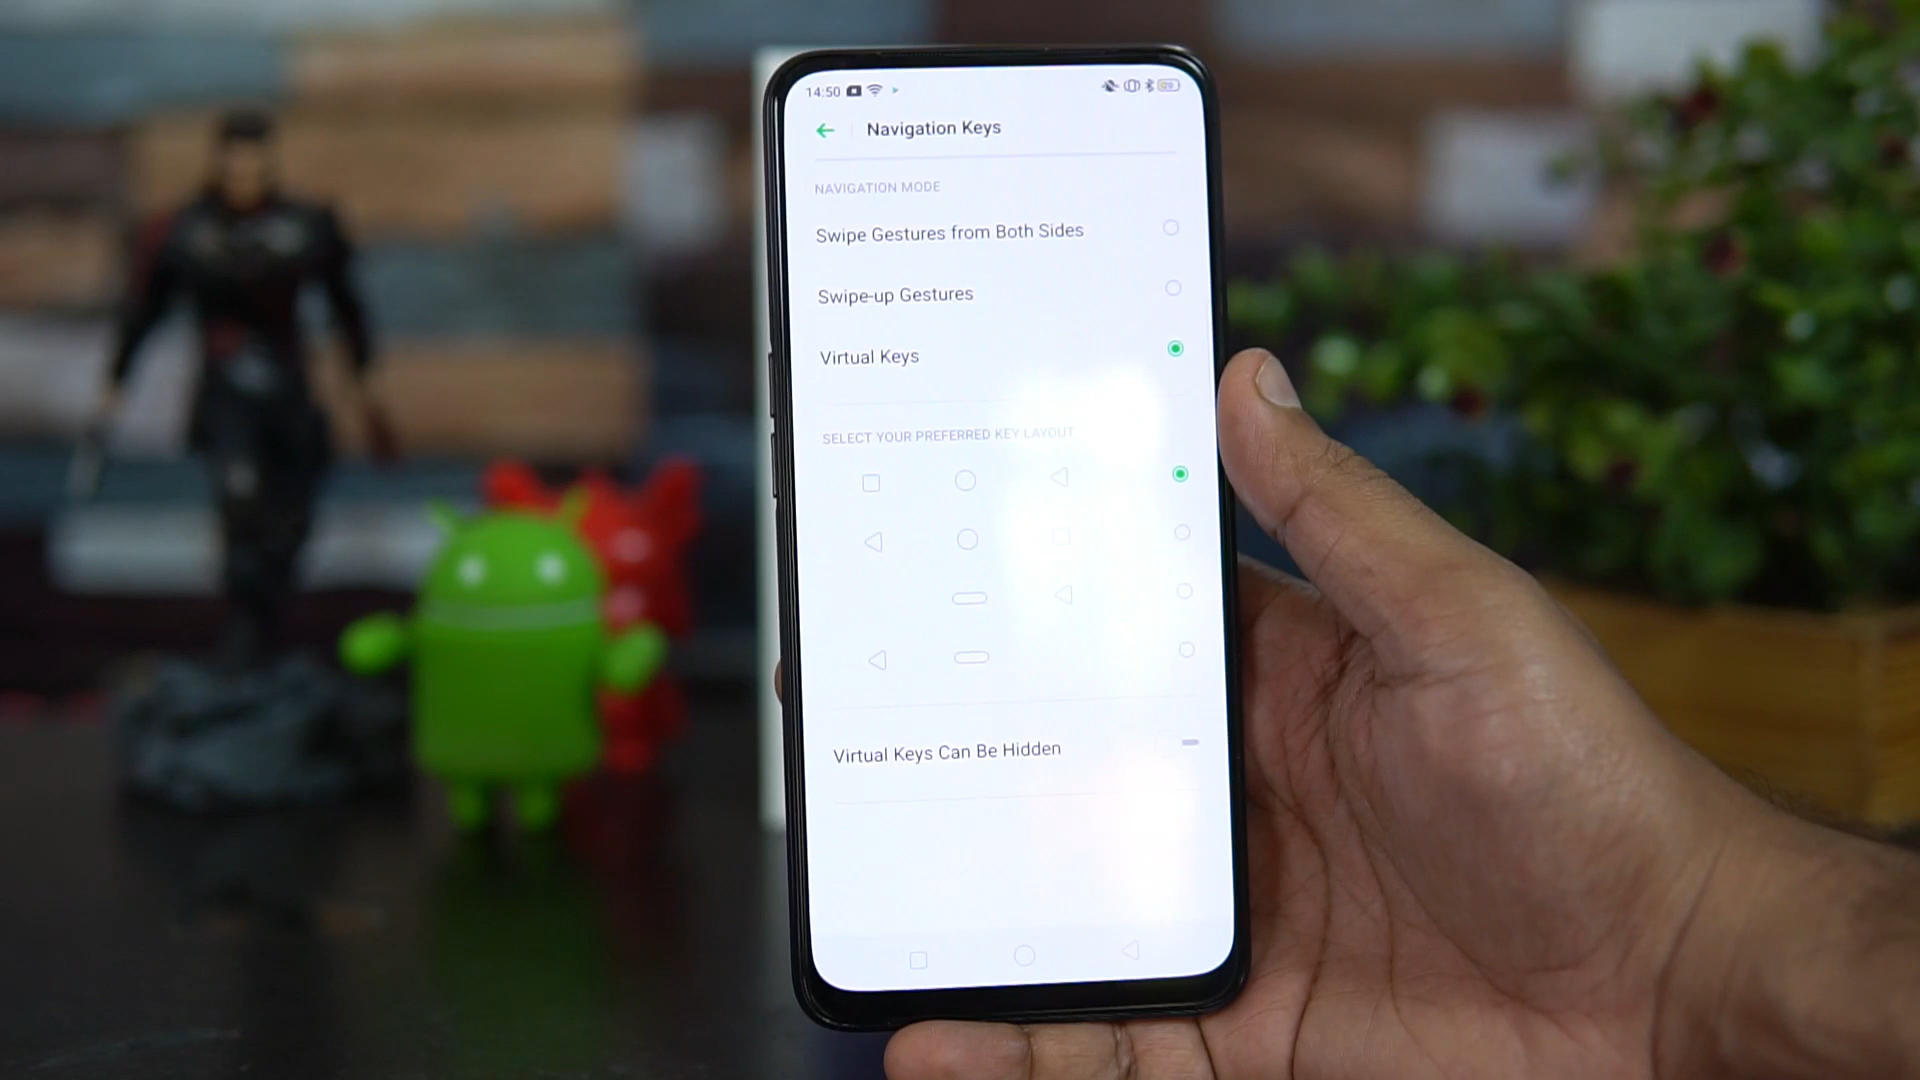 14:50
Navigation Keys
NAVIGATION MODE
Swipe Gestures from Both Sides
Swipe-up Gestures
Virtual Keys
SELECT YOUR PREFERRED KEY LAYOUT
Virtual Keys Can Be Hidden